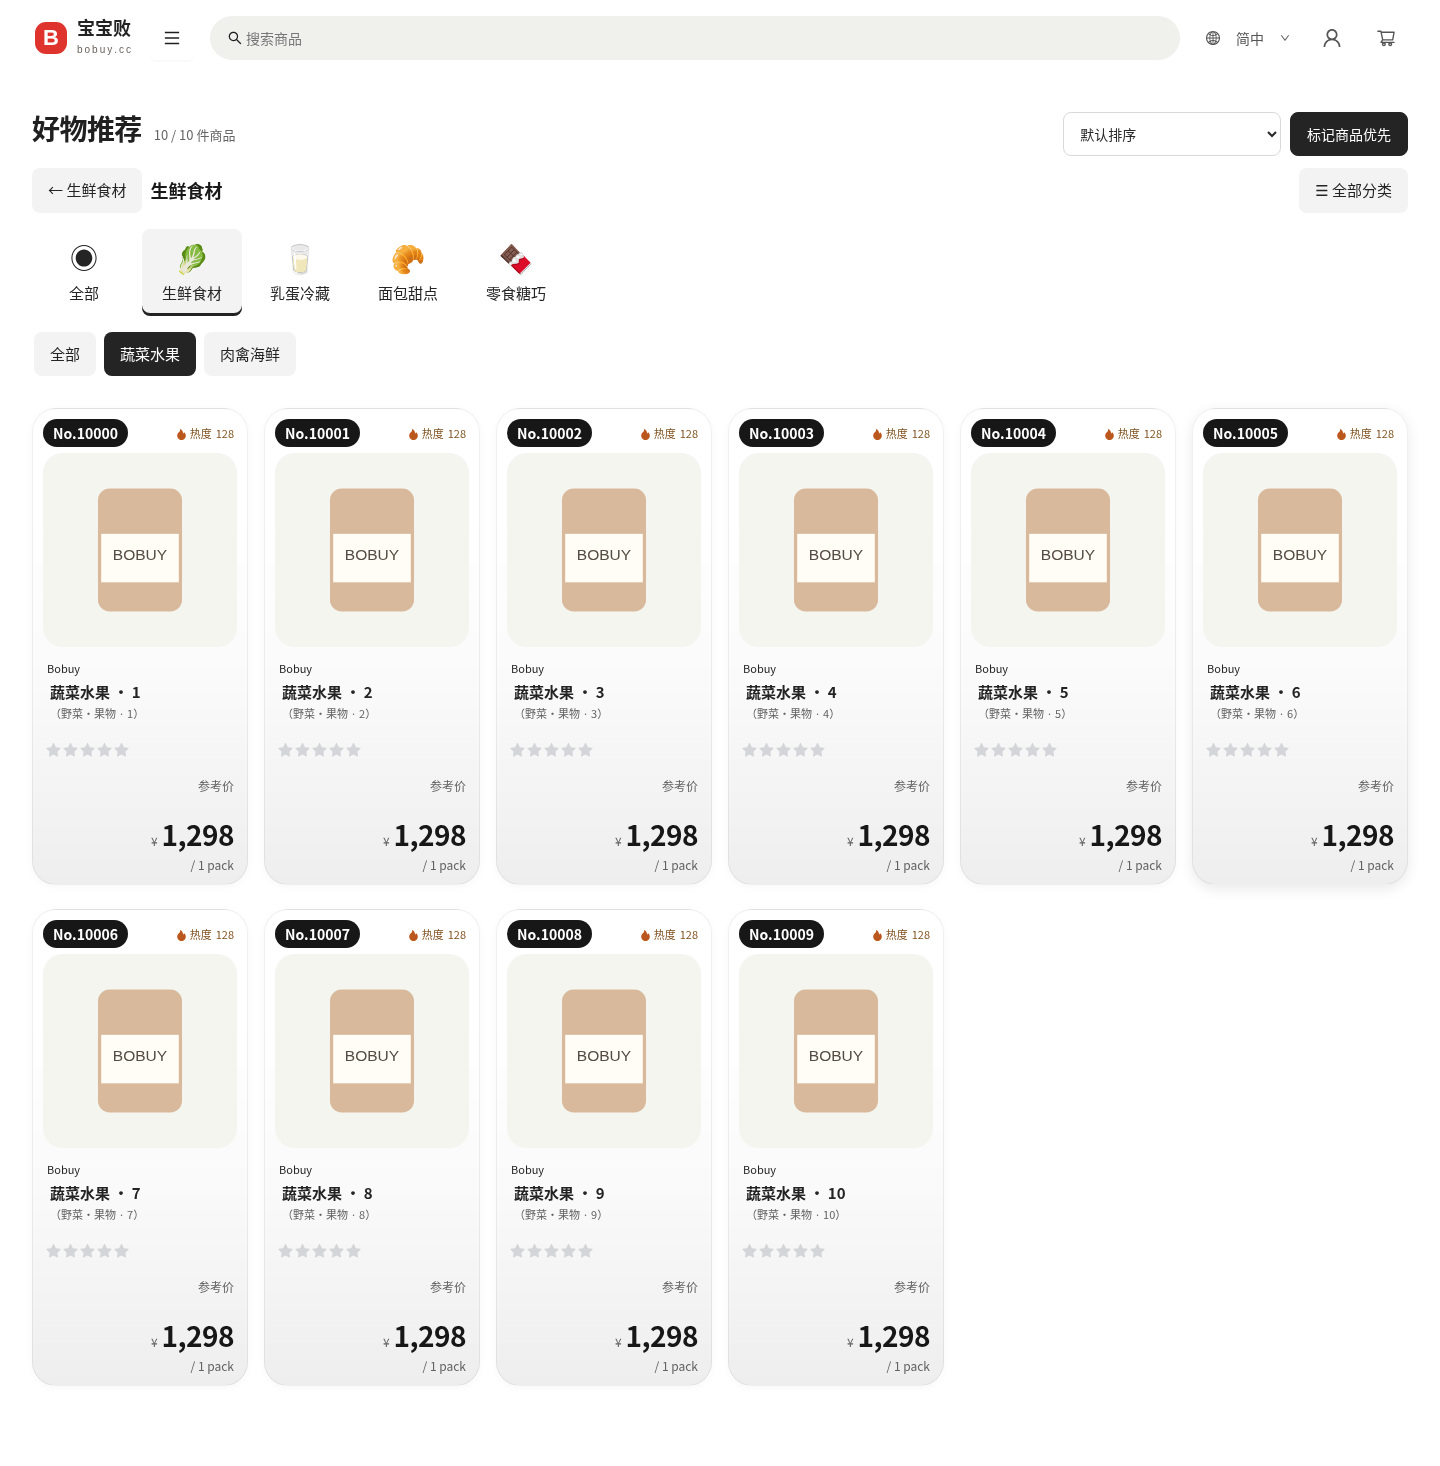 B 宝宝败
bobuy.cc
搜索商品
简中
好物推荐 10 / 10 件商品
默认排序
标记商品优先
← 生鲜食材 生鲜食材
☰ 全部分类
全部 生鲜食材 乳蛋冷藏 面包甜点 零食糖巧
全部 蔬菜水果 肉禽海鲜
No.10000 热度 128
BOBUY
Bobuy
蔬菜水果 · 1
（野菜・果物 · 1）
参考价
¥ 1,298
/ 1 pack
No.10001 热度 128
BOBUY
Bobuy
蔬菜水果 · 2
（野菜・果物 · 2）
参考价
¥ 1,298
/ 1 pack
No.10002 热度 128
BOBUY
Bobuy
蔬菜水果 · 3
（野菜・果物 · 3）
参考价
¥ 1,298
/ 1 pack
No.10003 热度 128
BOBUY
Bobuy
蔬菜水果 · 4
（野菜・果物 · 4）
参考价
¥ 1,298
/ 1 pack
No.10004 热度 128
BOBUY
Bobuy
蔬菜水果 · 5
（野菜・果物 · 5）
参考价
¥ 1,298
/ 1 pack
No.10005 热度 128
BOBUY
Bobuy
蔬菜水果 · 6
（野菜・果物 · 6）
参考价
¥ 1,298
/ 1 pack
No.10006 热度 128
BOBUY
Bobuy
蔬菜水果 · 7
（野菜・果物 · 7）
参考价
¥ 1,298
/ 1 pack
No.10007 热度 128
BOBUY
Bobuy
蔬菜水果 · 8
（野菜・果物 · 8）
参考价
¥ 1,298
/ 1 pack
No.10008 热度 128
BOBUY
Bobuy
蔬菜水果 · 9
（野菜・果物 · 9）
参考价
¥ 1,298
/ 1 pack
No.10009 热度 128
BOBUY
Bobuy
蔬菜水果 · 10
（野菜・果物 · 10）
参考价
¥ 1,298
/ 1 pack